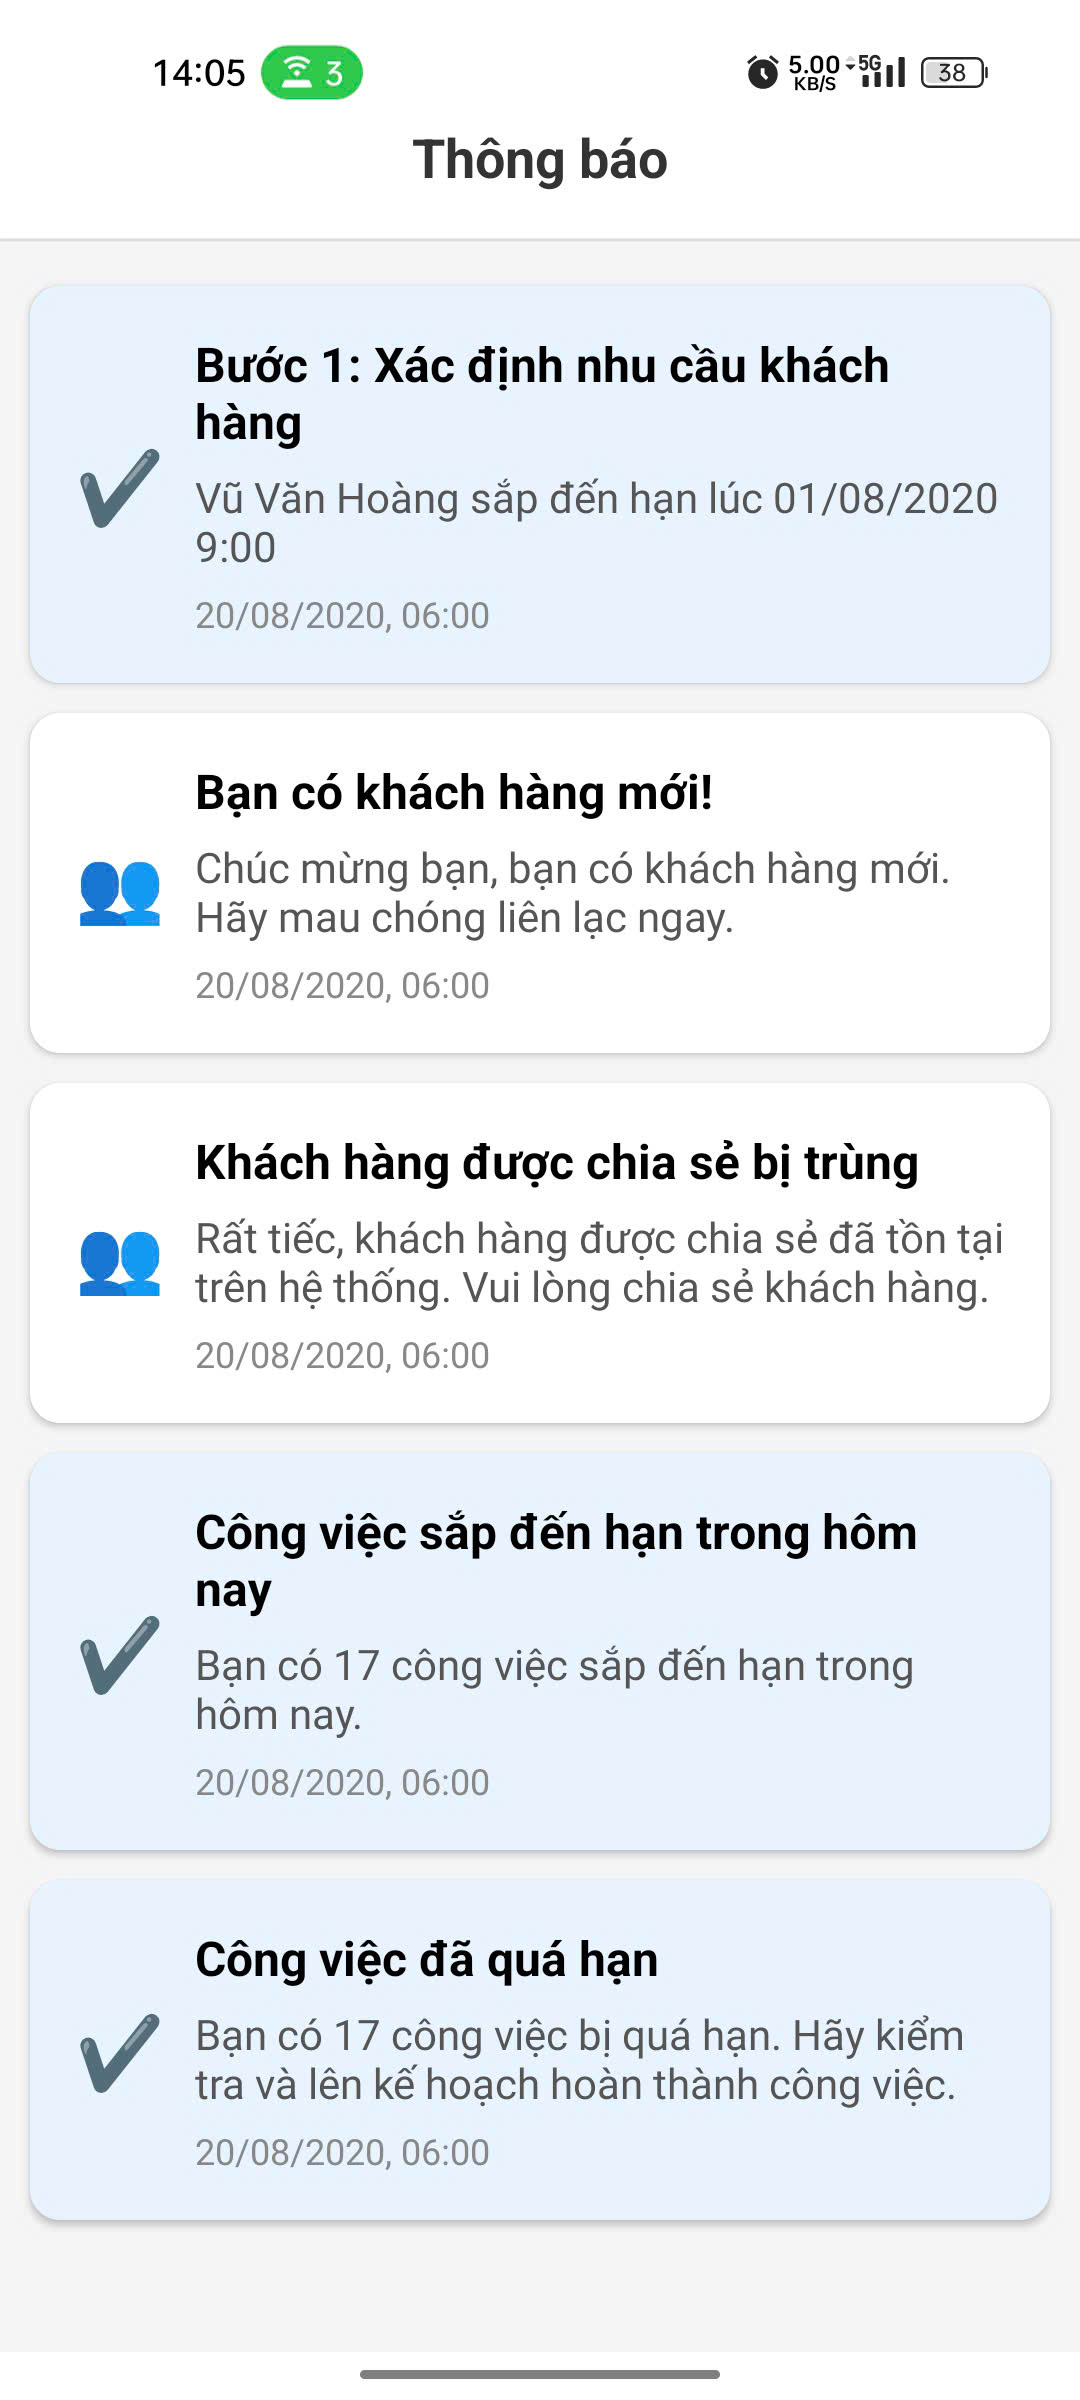 14:05 3 5.00 KB/S 5G 38
Thông báo
Bước 1: Xác định nhu cầu khách
hàng
Vũ Văn Hoàng sắp đến hạn lúc 01/08/2020
9:00
20/08/2020, 06:00
Bạn có khách hàng mới!
Chúc mừng bạn, bạn có khách hàng mới.
Hãy mau chóng liên lạc ngay.
20/08/2020, 06:00
Khách hàng được chia sẻ bị trùng
Rất tiếc, khách hàng được chia sẻ đã tồn tại
trên hệ thống. Vui lòng chia sẻ khách hàng.
20/08/2020, 06:00
Công việc sắp đến hạn trong hôm
nay
Bạn có 17 công việc sắp đến hạn trong
hôm nay.
20/08/2020, 06:00
Công việc đã quá hạn
Bạn có 17 công việc bị quá hạn. Hãy kiểm
tra và lên kế hoạch hoàn thành công việc.
20/08/2020, 06:00